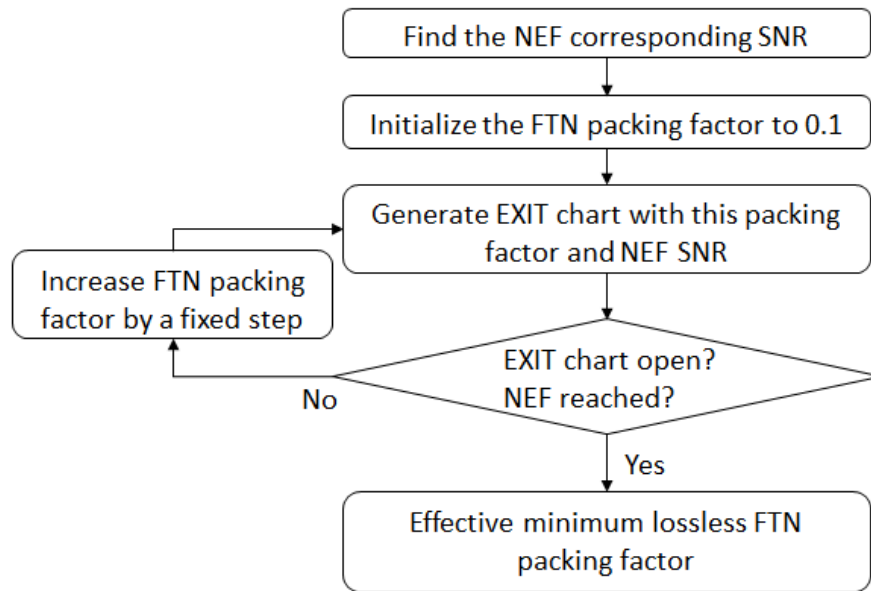 Find the NEF corresponding SNR
Initialize the FTN packing factor to 0.1
Generate EXIT chart with this packing
factor and NEF SNR
Increase FTN packing
factor by a fixed step
EXIT chart open?
NEF reached?
No
Yes
Effective minimum lossless FTN
packing factor